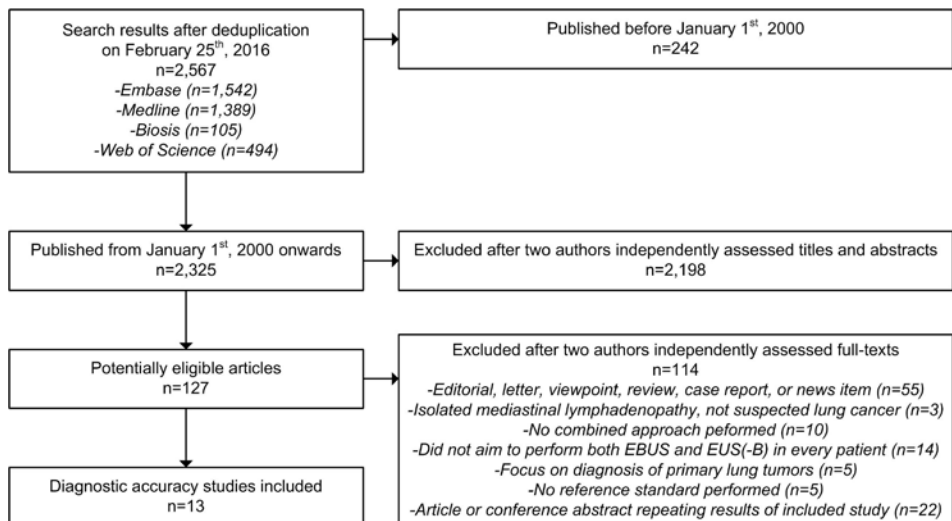 Search results after deduplication
on February 25th, 2016
n=2,567
-Embase (n=1,542)
-Medline (n=1,389)
-Biosis (n=105)
-Web of Science (n=494)
Published before January 1st, 2000
n=242
Published from January 1st, 2000 onwards
n=2,325
Excluded after two authors independently assessed titles and abstracts
n=2,198
Potentially eligible articles
n=127
Excluded after two authors independently assessed full-texts
n=114
-Editorial, letter, viewpoint, review, case report, or news item (n=55)
-Isolated mediastinal lymphadenopathy, not suspected lung cancer (n=3)
-No combined approach peformed (n=10)
-Did not aim to perform both EBUS and EUS(-B) in every patient (n=14)
-Focus on diagnosis of primary lung tumors (n=5)
-No reference standard performed (n=5)
-Article or conference abstract repeating results of included study (n=22)
Diagnostic accuracy studies included
n=13